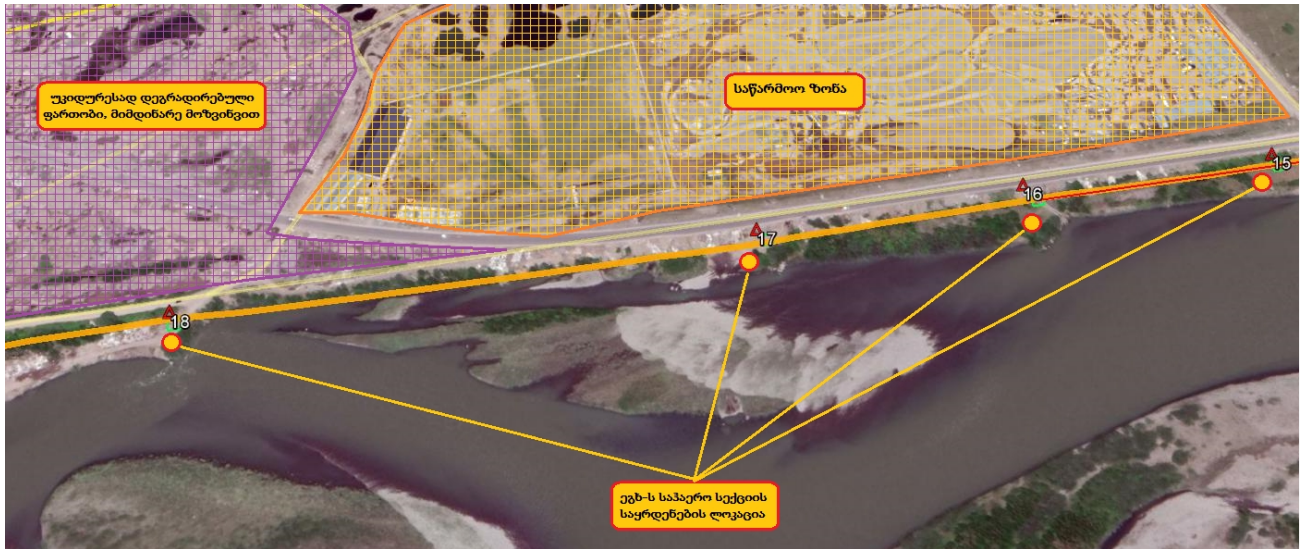 უკიდურესად დეგრადირებული
ფართობი, მიმდინარე მოზვინვით
საწარმოო ზონა
15
16
17
18
ეგხ-ს საჰაერო სექციის
საყრდენების ლოკაცია